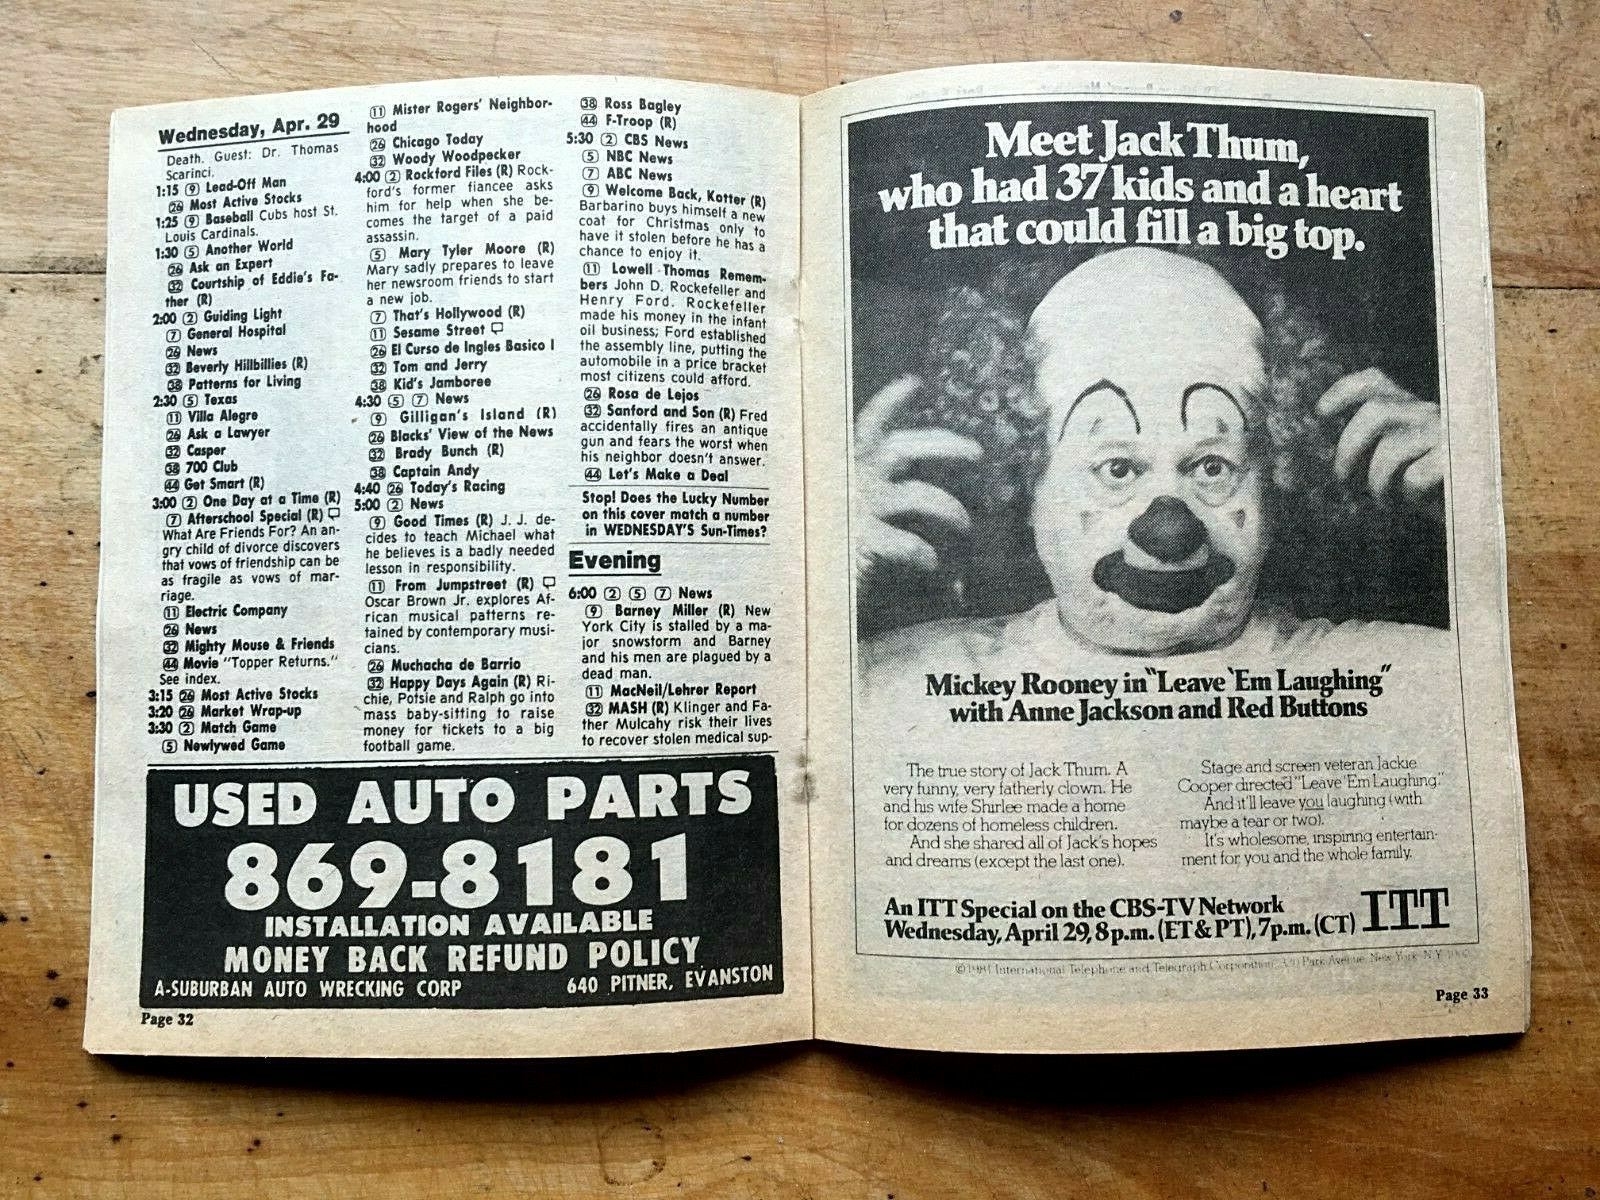 Wednesday, Apr. 29
Death. Guest: Dr. Thomas
Scarinci.
1:15 ⑨ Lead-Off Man
㉖ Most Active Stocks
1:25 ⑨ Baseball Cubs host St.
Louis Cardinals.
1:30 ⑤ Another World
㉖ Ask an Expert
㉜ Courtship of Eddie's Fa-
ther (R)
2:00 ② Guiding Light
⑦ General Hospital
㉖ News
㉜ Beverly Hillbillies (R)
㊳ Patterns for Living
2:30 ⑤ Texas
⑪ Villa Alegre
㉖ Ask a Lawyer
㉜ Casper
㊳ 700 Club
㊹ Get Smart (R)
3:00 ② One Day at a Time (R)
⑦ Afterschool Special (R)
What Are Friends For? An an-
gry child of divorce discovers
that vows of friendship can be
as fragile as vows of mar-
riage.
⑪ Electric Company
㉖ News
㉜ Mighty Mouse & Friends
㊹ Movie "Topper Returns."
See index.
3:15 ㉖ Most Active Stocks
3:20 ㉖ Market Wrap-up
3:30 ② Match Game
⑤ Newlywed Game
⑪ Mister Rogers' Neighbor-
hood
㉖ Chicago Today
㉜ Woody Woodpecker
4:00 ② Rockford Files (R) Rock-
ford's former fiancee asks
him for help when she be-
comes the target of a paid
assassin.
⑤ Mary Tyler Moore (R)
Mary sadly prepares to leave
her newsroom friends to start
a new job.
⑦ That's Hollywood (R)
⑪ Sesame Street
㉖ El Curso de Ingles Basico I
㉜ Tom and Jerry
㊳ Kid's Jamboree
4:30 ⑤ ⑦ News
⑨ Gilligan's Island (R)
㉖ Blacks' View of the News
㉜ Brady Bunch (R)
㊳ Captain Andy
4:40 ㉖ Today's Racing
5:00 ② News
⑨ Good Times (R) J. J. de-
cides to teach Michael what
he believes is a badly needed
lesson in responsibility.
⑪ From Jumpstreet (R)
Oscar Brown Jr. explores Af-
rican musical patterns re-
tained by contemporary musi-
cians.
㉖ Muchacha de Barrio
㉜ Happy Days Again (R) Ri-
chie, Potsie and Ralph go into
mass baby-sitting to raise
money for tickets to a big
football game.
㊳ Ross Bagley
㊹ F-Troop (R)
5:30 ② CBS News
⑤ NBC News
⑦ ABC News
⑨ Welcome Back, Kotter (R)
Barbarino buys himself a new
coat for Christmas only to
have it stolen before he has a
chance to enjoy it.
⑪ Lowell Thomas Remem-
bers John D. Rockefeller and
Henry Ford. Rockefeller
made his money in the infant
oil business; Ford established
the assembly line, putting the
automobile in a price bracket
most citizens could afford.
㉖ Rosa de Lejos
㉜ Sanford and Son (R) Fred
accidentally fires an antique
gun and fears the worst when
his neighbor doesn't answer.
㊹ Let's Make a Deal
Stop! Does the Lucky Number
on this cover match a number
in WEDNESDAY'S Sun-Times?
Evening
6:00 ② ⑤ ⑦ News
⑨ Barney Miller (R) New
York City is stalled by a ma-
jor snowstorm and Barney
and his men are plagued by a
dead man.
⑪ MacNeil/Lehrer Report
㉜ MASH (R) Klinger and Fa-
ther Mulcahy risk their lives
to recover stolen medical sup-
USED AUTO PARTS
869-8181
INSTALLATION AVAILABLE
MONEY BACK REFUND POLICY
A-SUBURBAN AUTO WRECKING CORP 640 PITNER, EVANSTON
Page 32
Meet Jack Thum,
who had 37 kids and a heart
that could fill a big top.
Mickey Rooney in "Leave 'Em Laughing"
with Anne Jackson and Red Buttons
The true story of Jack Thum. A
very funny, very fatherly clown. He
and his wife Shirlee made a home
for dozens of homeless children.
And she shared all of Jack's hopes
and dreams (except the last one).
Stage and screen veteran Jackie
Cooper directed "Leave 'Em Laughing."
And it'll leave you laughing (with
maybe a tear or two).
It's wholesome, inspiring entertain-
ment for you and the whole family.
An ITT Special on the CBS-TV Network
Wednesday, April 29, 8 p.m. (ET & PT), 7 p.m. (CT)
ITT
©1981 International Telephone and Telegraph Corporation, Park Avenue, New York, N.Y.
Page 33